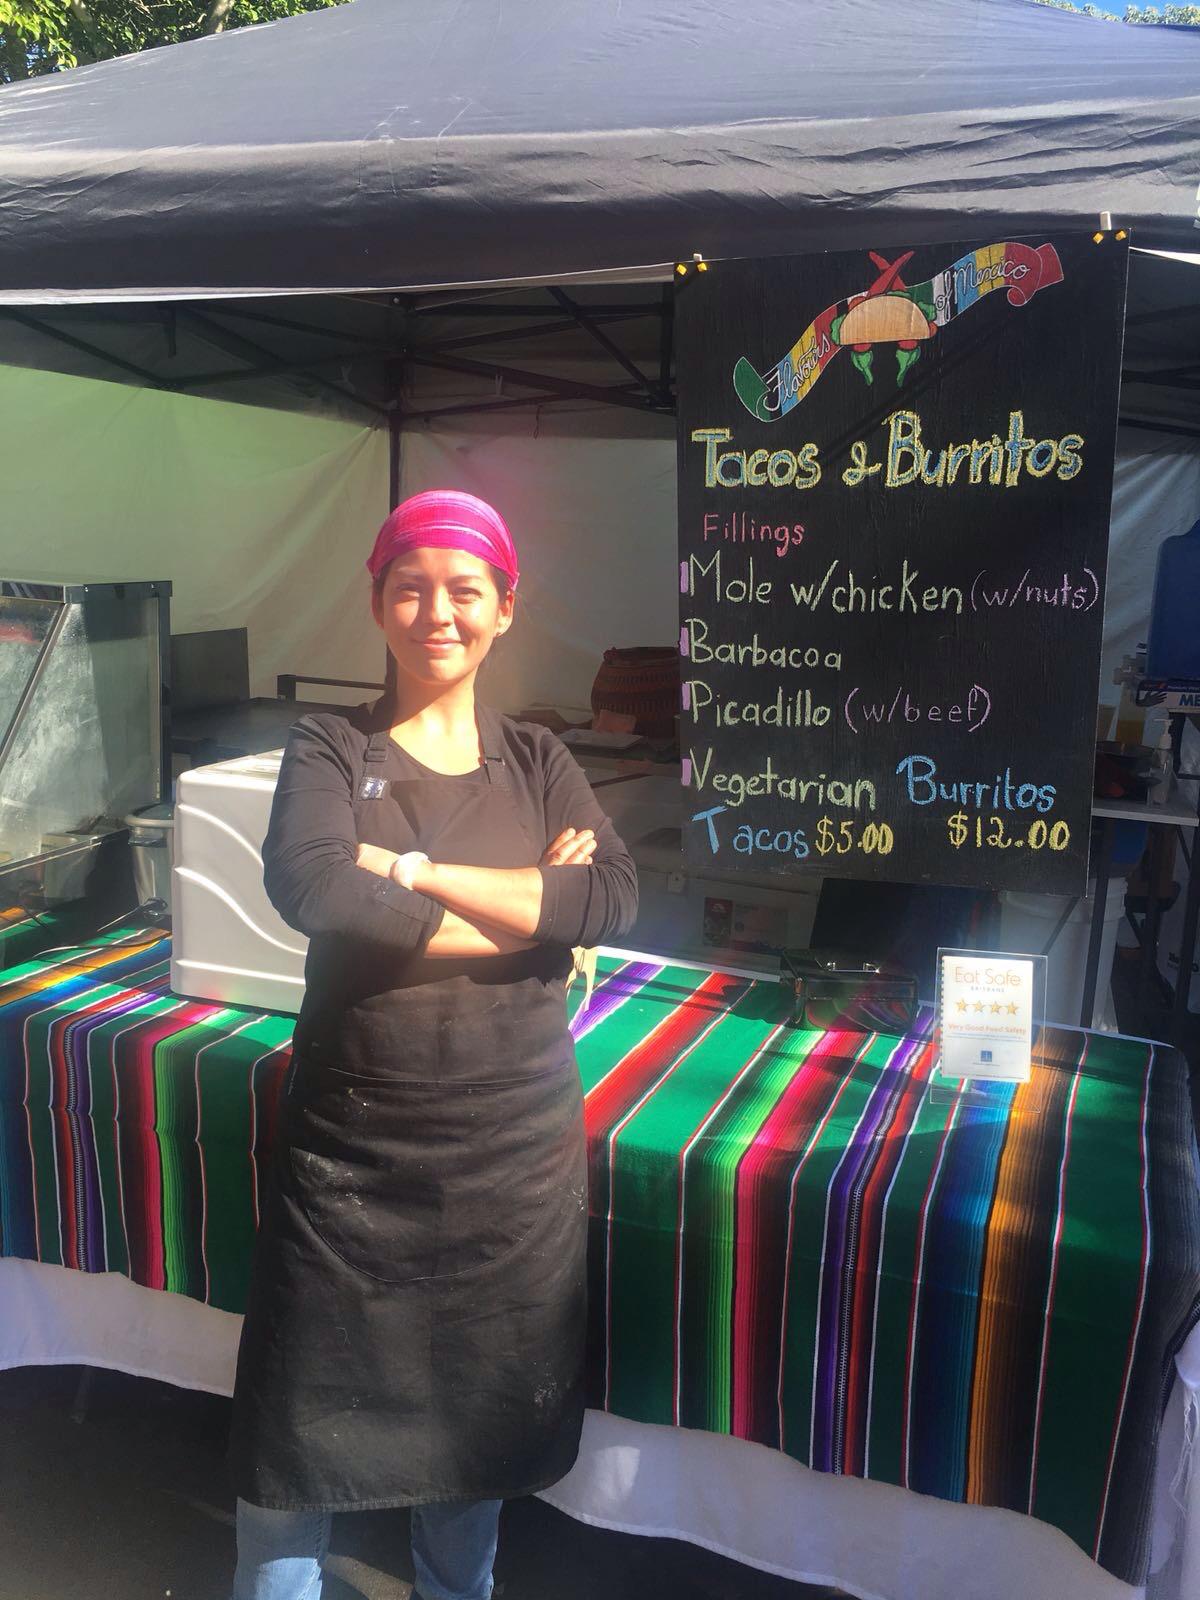 Flavours of Mexico
Tacos & Burritos
Fillings
Mole w/chicken (w/nuts)
Barbacoa
Picadillo (w/beef)
Vegetarian Burritos
Tacos $5.00 $12.00
Eat Safe
BRISBANE
Very Good Food Safety
ME